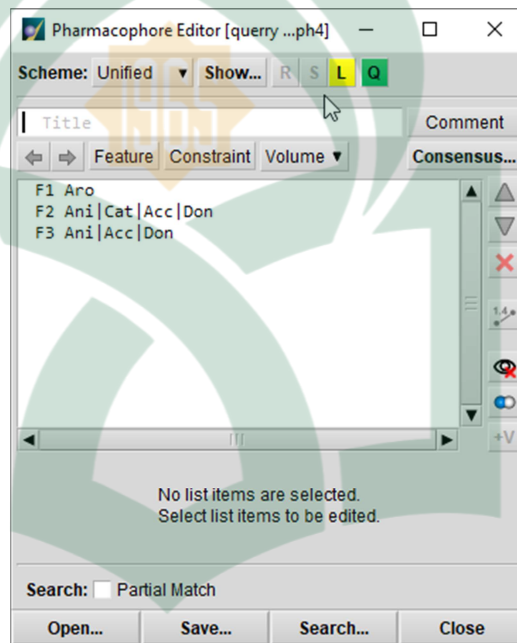 Pharmacophore Editor [querry ...ph4]
Scheme: Unified Show... R S L Q
Title Comment
Feature Constraint Volume Consensus...
F1 Aro
F2 Ani|Cat|Acc|Don
F3 Ani|Acc|Don
1.4
+V
No list items are selected.
Select list items to be edited.
Search: Partial Match
Open... Save... Search... Close